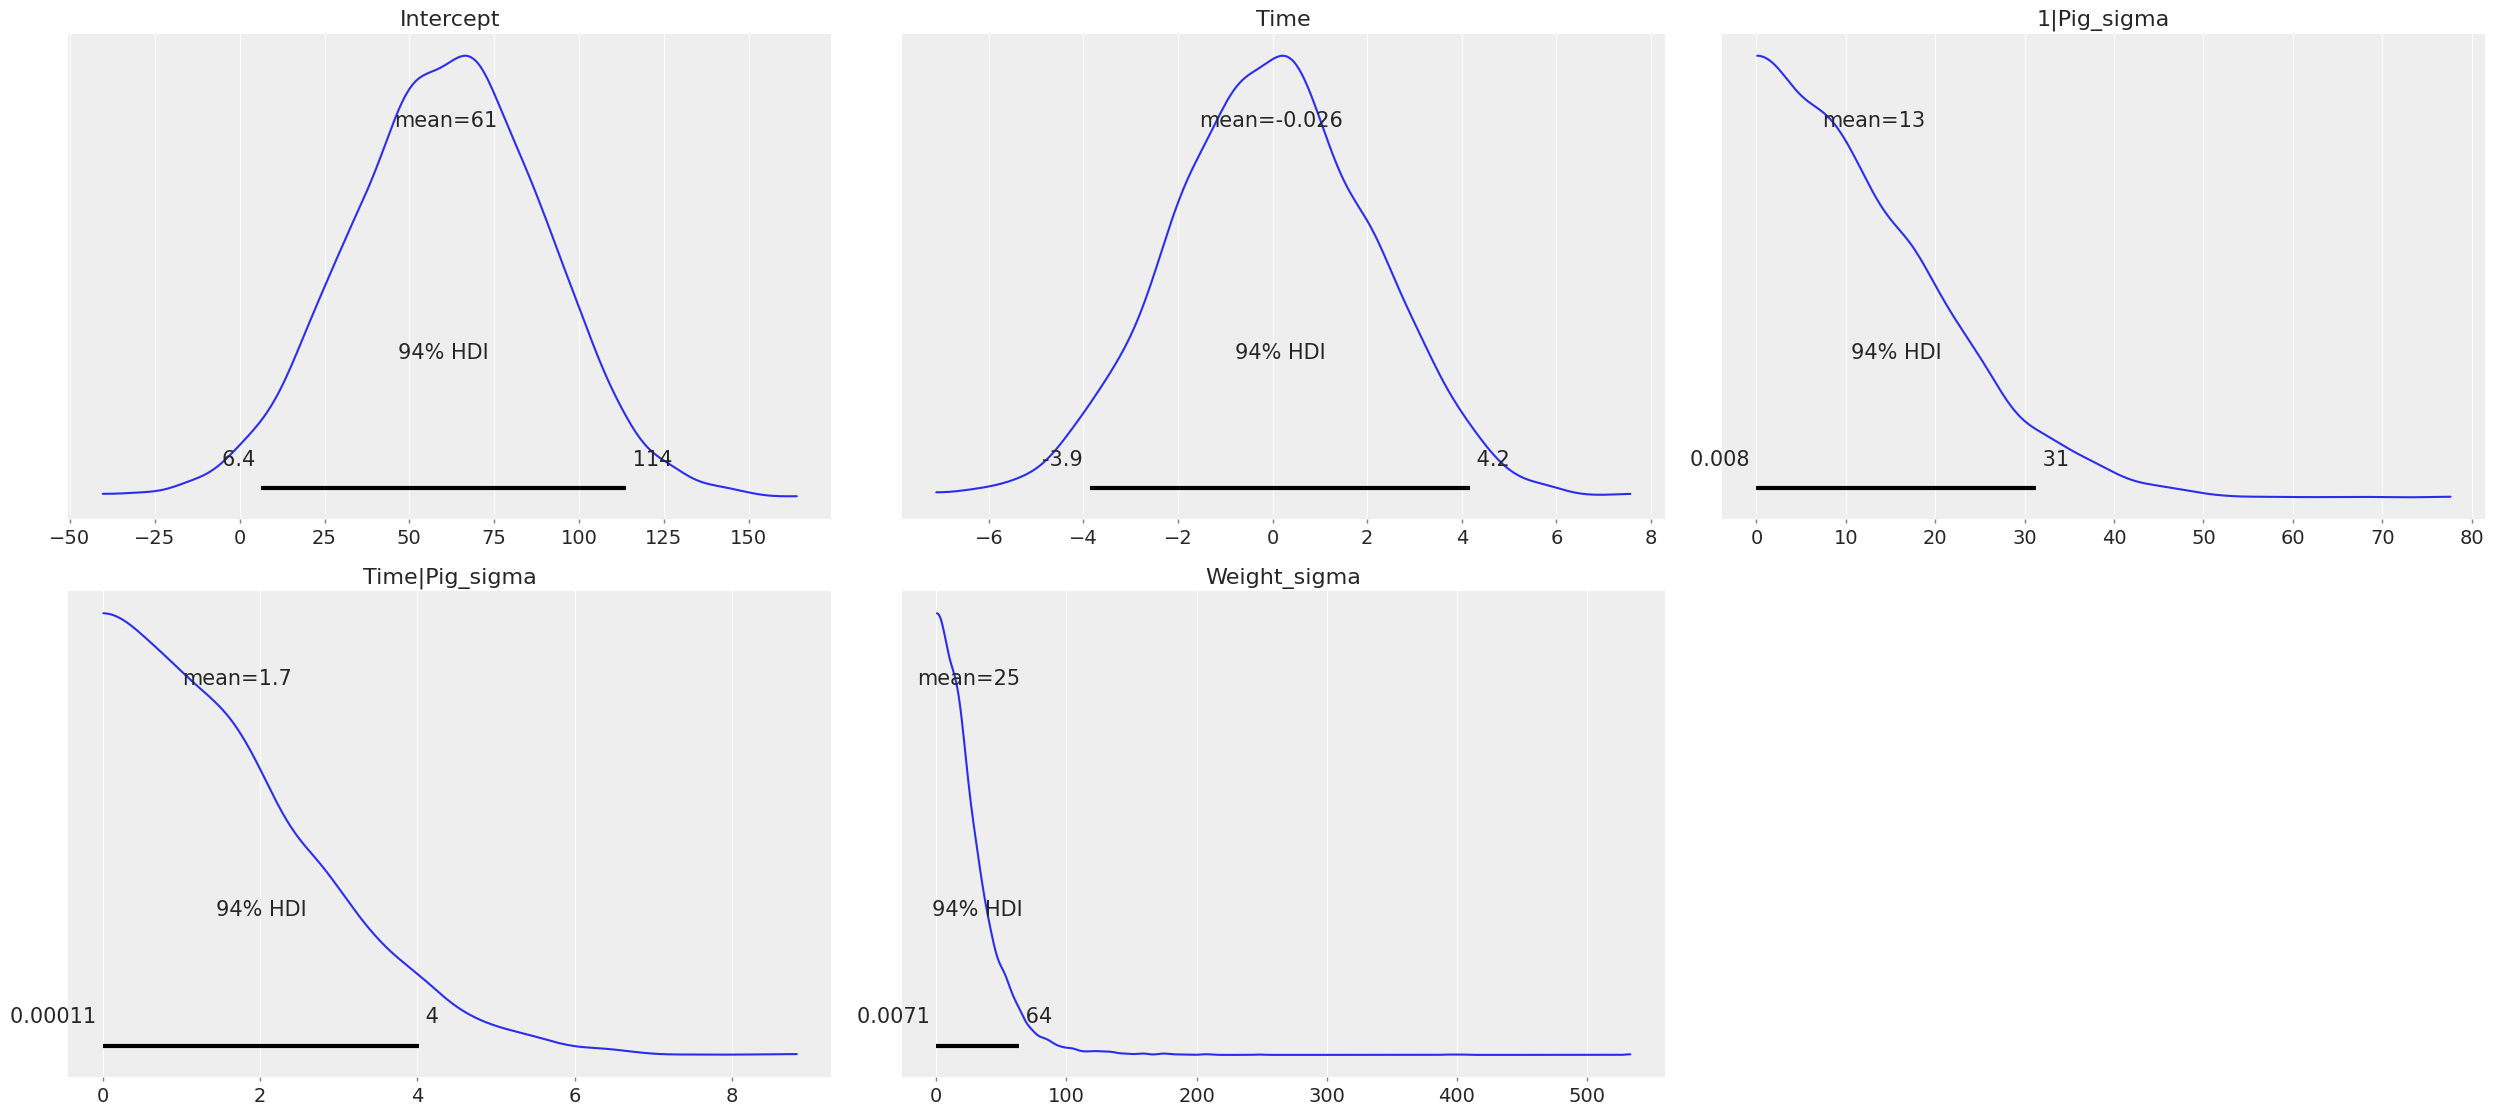 Intercept
mean=61
94% HDI
6.4 114
−50 −25 0 25 50 75 100 125 150
Time
mean=-0.026
94% HDI
-3.9 4.2
−6 −4 −2 0 2 4 6 8
1|Pig_sigma
mean=13
94% HDI
0.008 31
0 10 20 30 40 50 60 70 80
Time|Pig_sigma
mean=1.7
94% HDI
0.00011 4
0 2 4 6 8
Weight_sigma
mean=25
94% HDI
0.0071 64
0 100 200 300 400 500